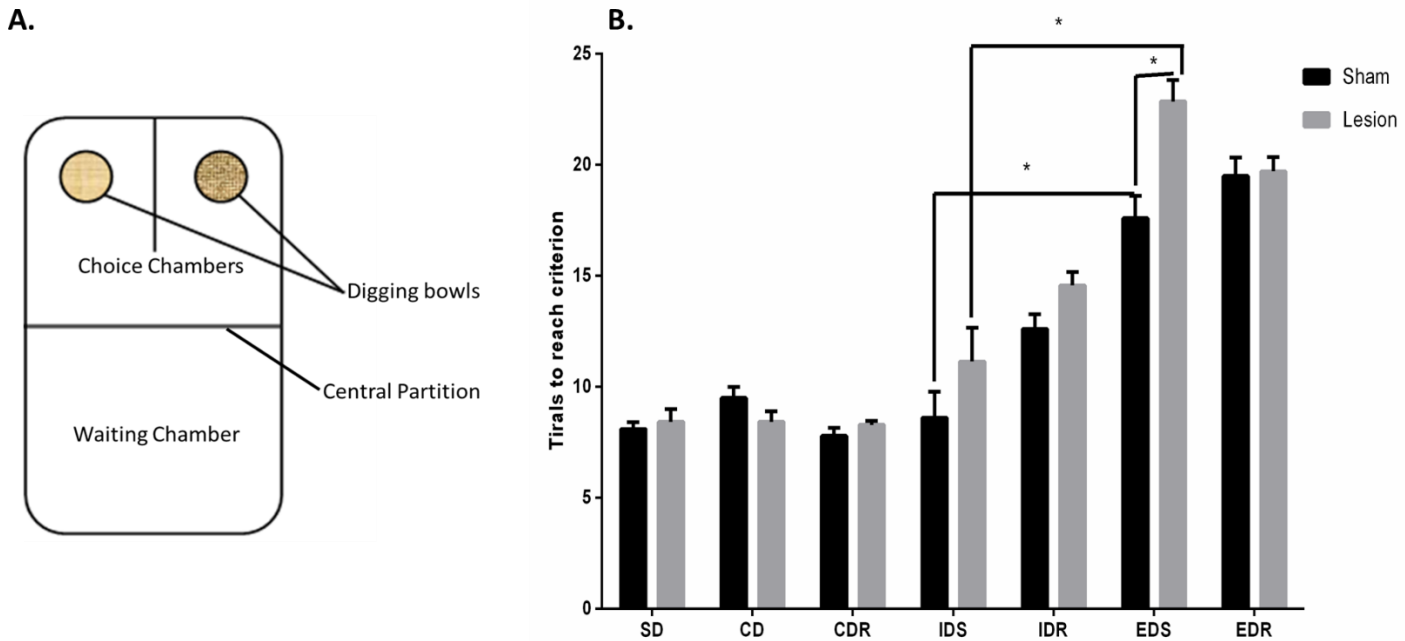 A.
Choice Chambers
Digging bowls
Central Partition
Waiting Chamber
B.
*
*
*
Tirals to reach criterion
25
20
15
10
5
0
SD CD CDR IDS IDR EDS EDR
Sham
Lesion